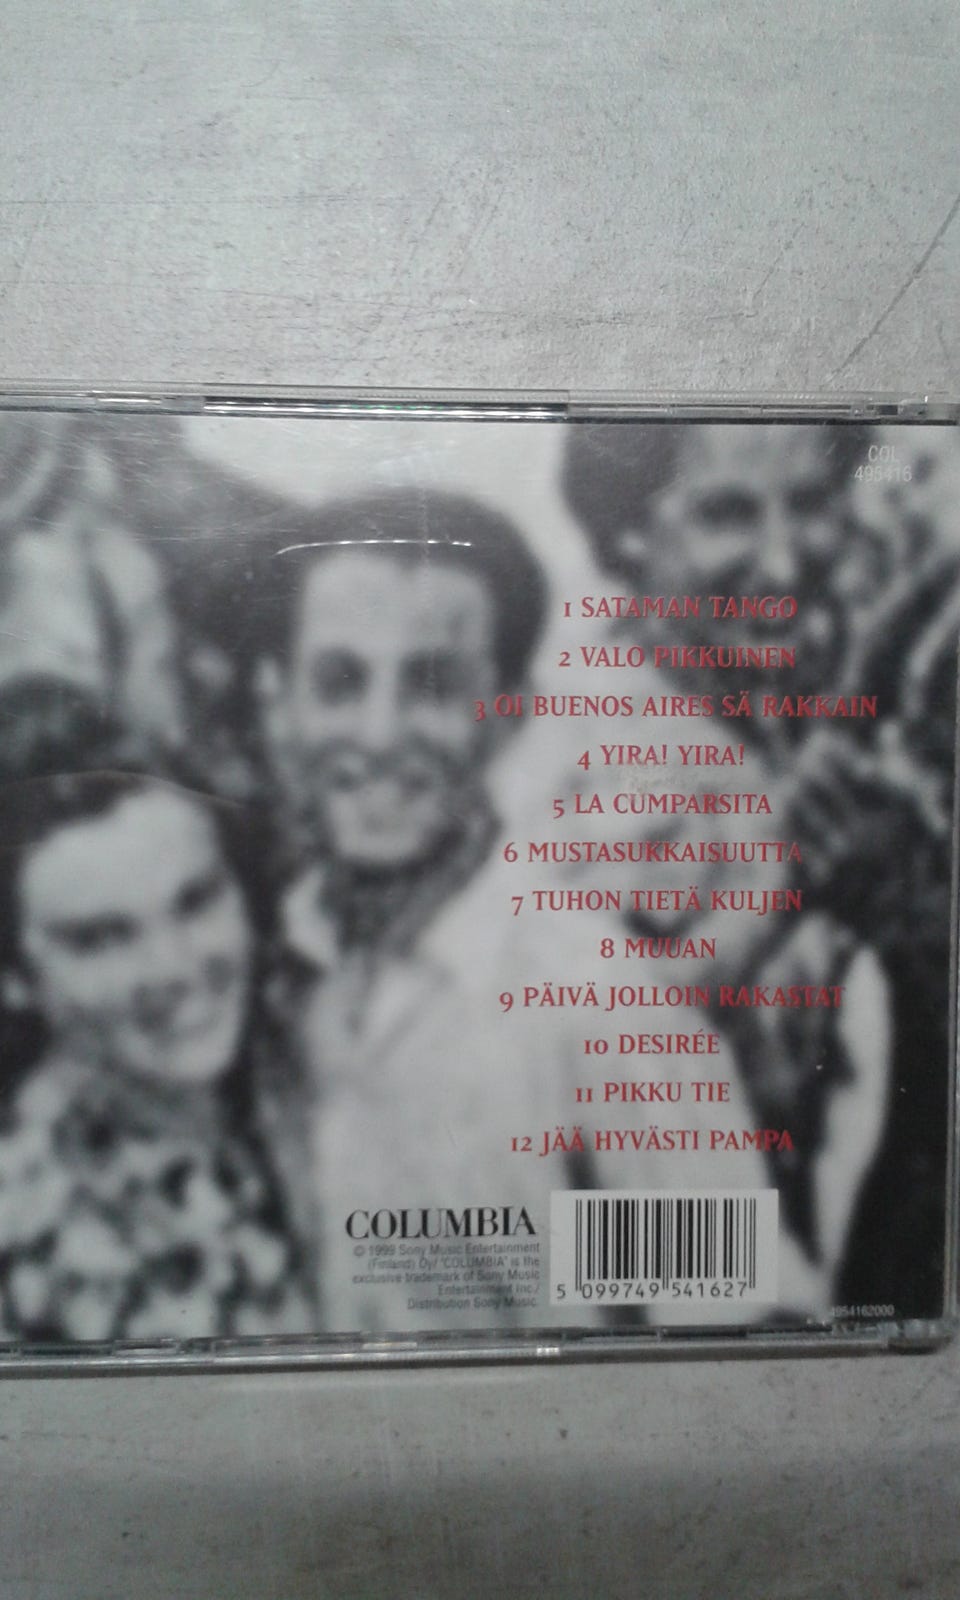 COL
495416
1 SATAMAN TANGO
2 VALO PIKKUINEN
3 OI BUENOS AIRES SÄ RAKKAIN
4 YIRA! YIRA!
5 LA CUMPARSITA
6 MUSTASUKKAISUUTTA
7 TUHON TIETÄ KULJEN
8 MUUAN
9 PÄIVÄ JOLLOIN RAKASTAT
10 DESIRÉE
11 PIKKU TIE
12 JÄÄ HYVÄSTI PAMPA
COLUMBIA
© 1999 Sony Music Entertainment
(Finland) Oy/ "COLUMBIA" is the
exclusive trademark of Sony Music
Entertainment Inc./
Distribution Sony Music.
5 099749 541627
4954162000